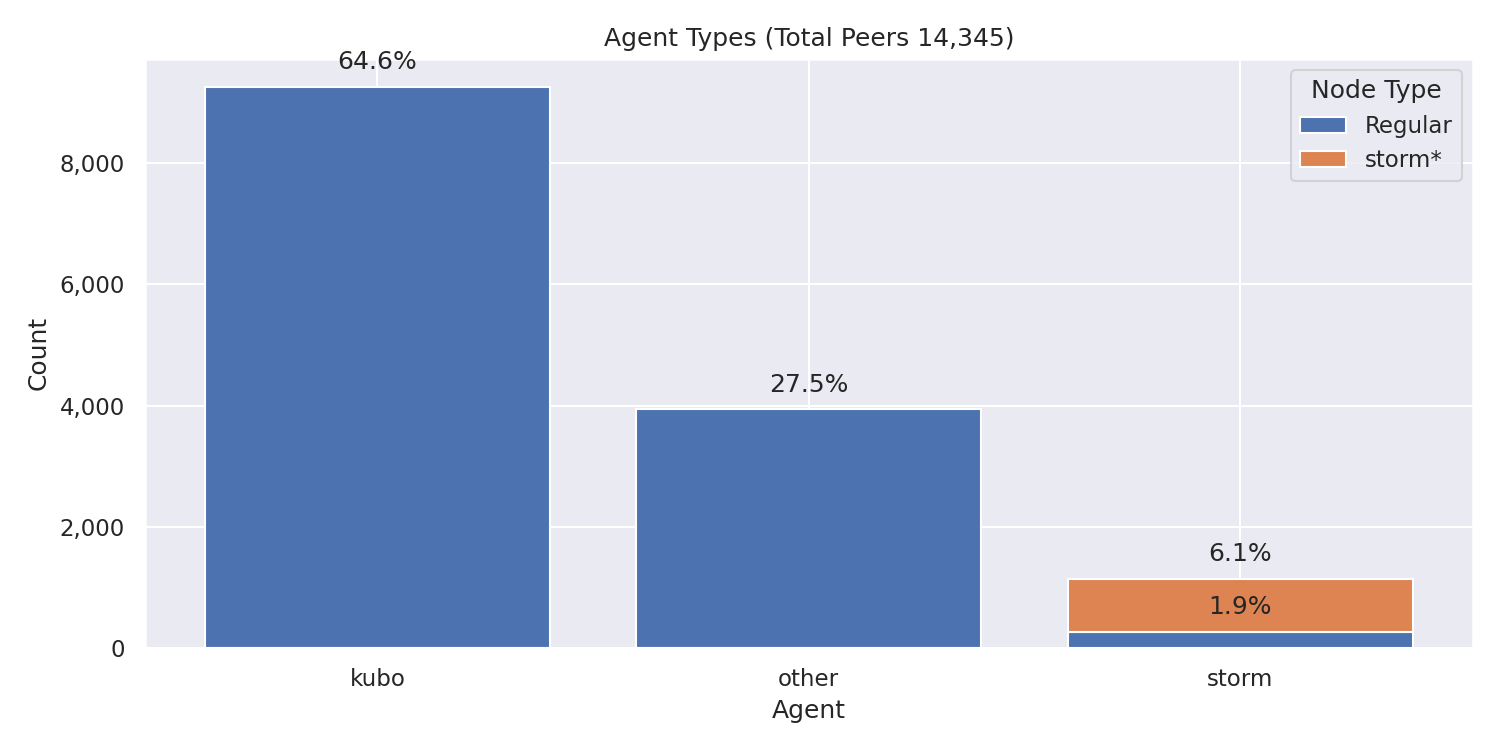 Agent Types (Total Peers 14,345)
64.6%
Node Type
Regular
storm*
8,000
6,000
Count
27.5%
4,000
2,000
6.1%
1.9%
0
kubo
other
storm
Agent